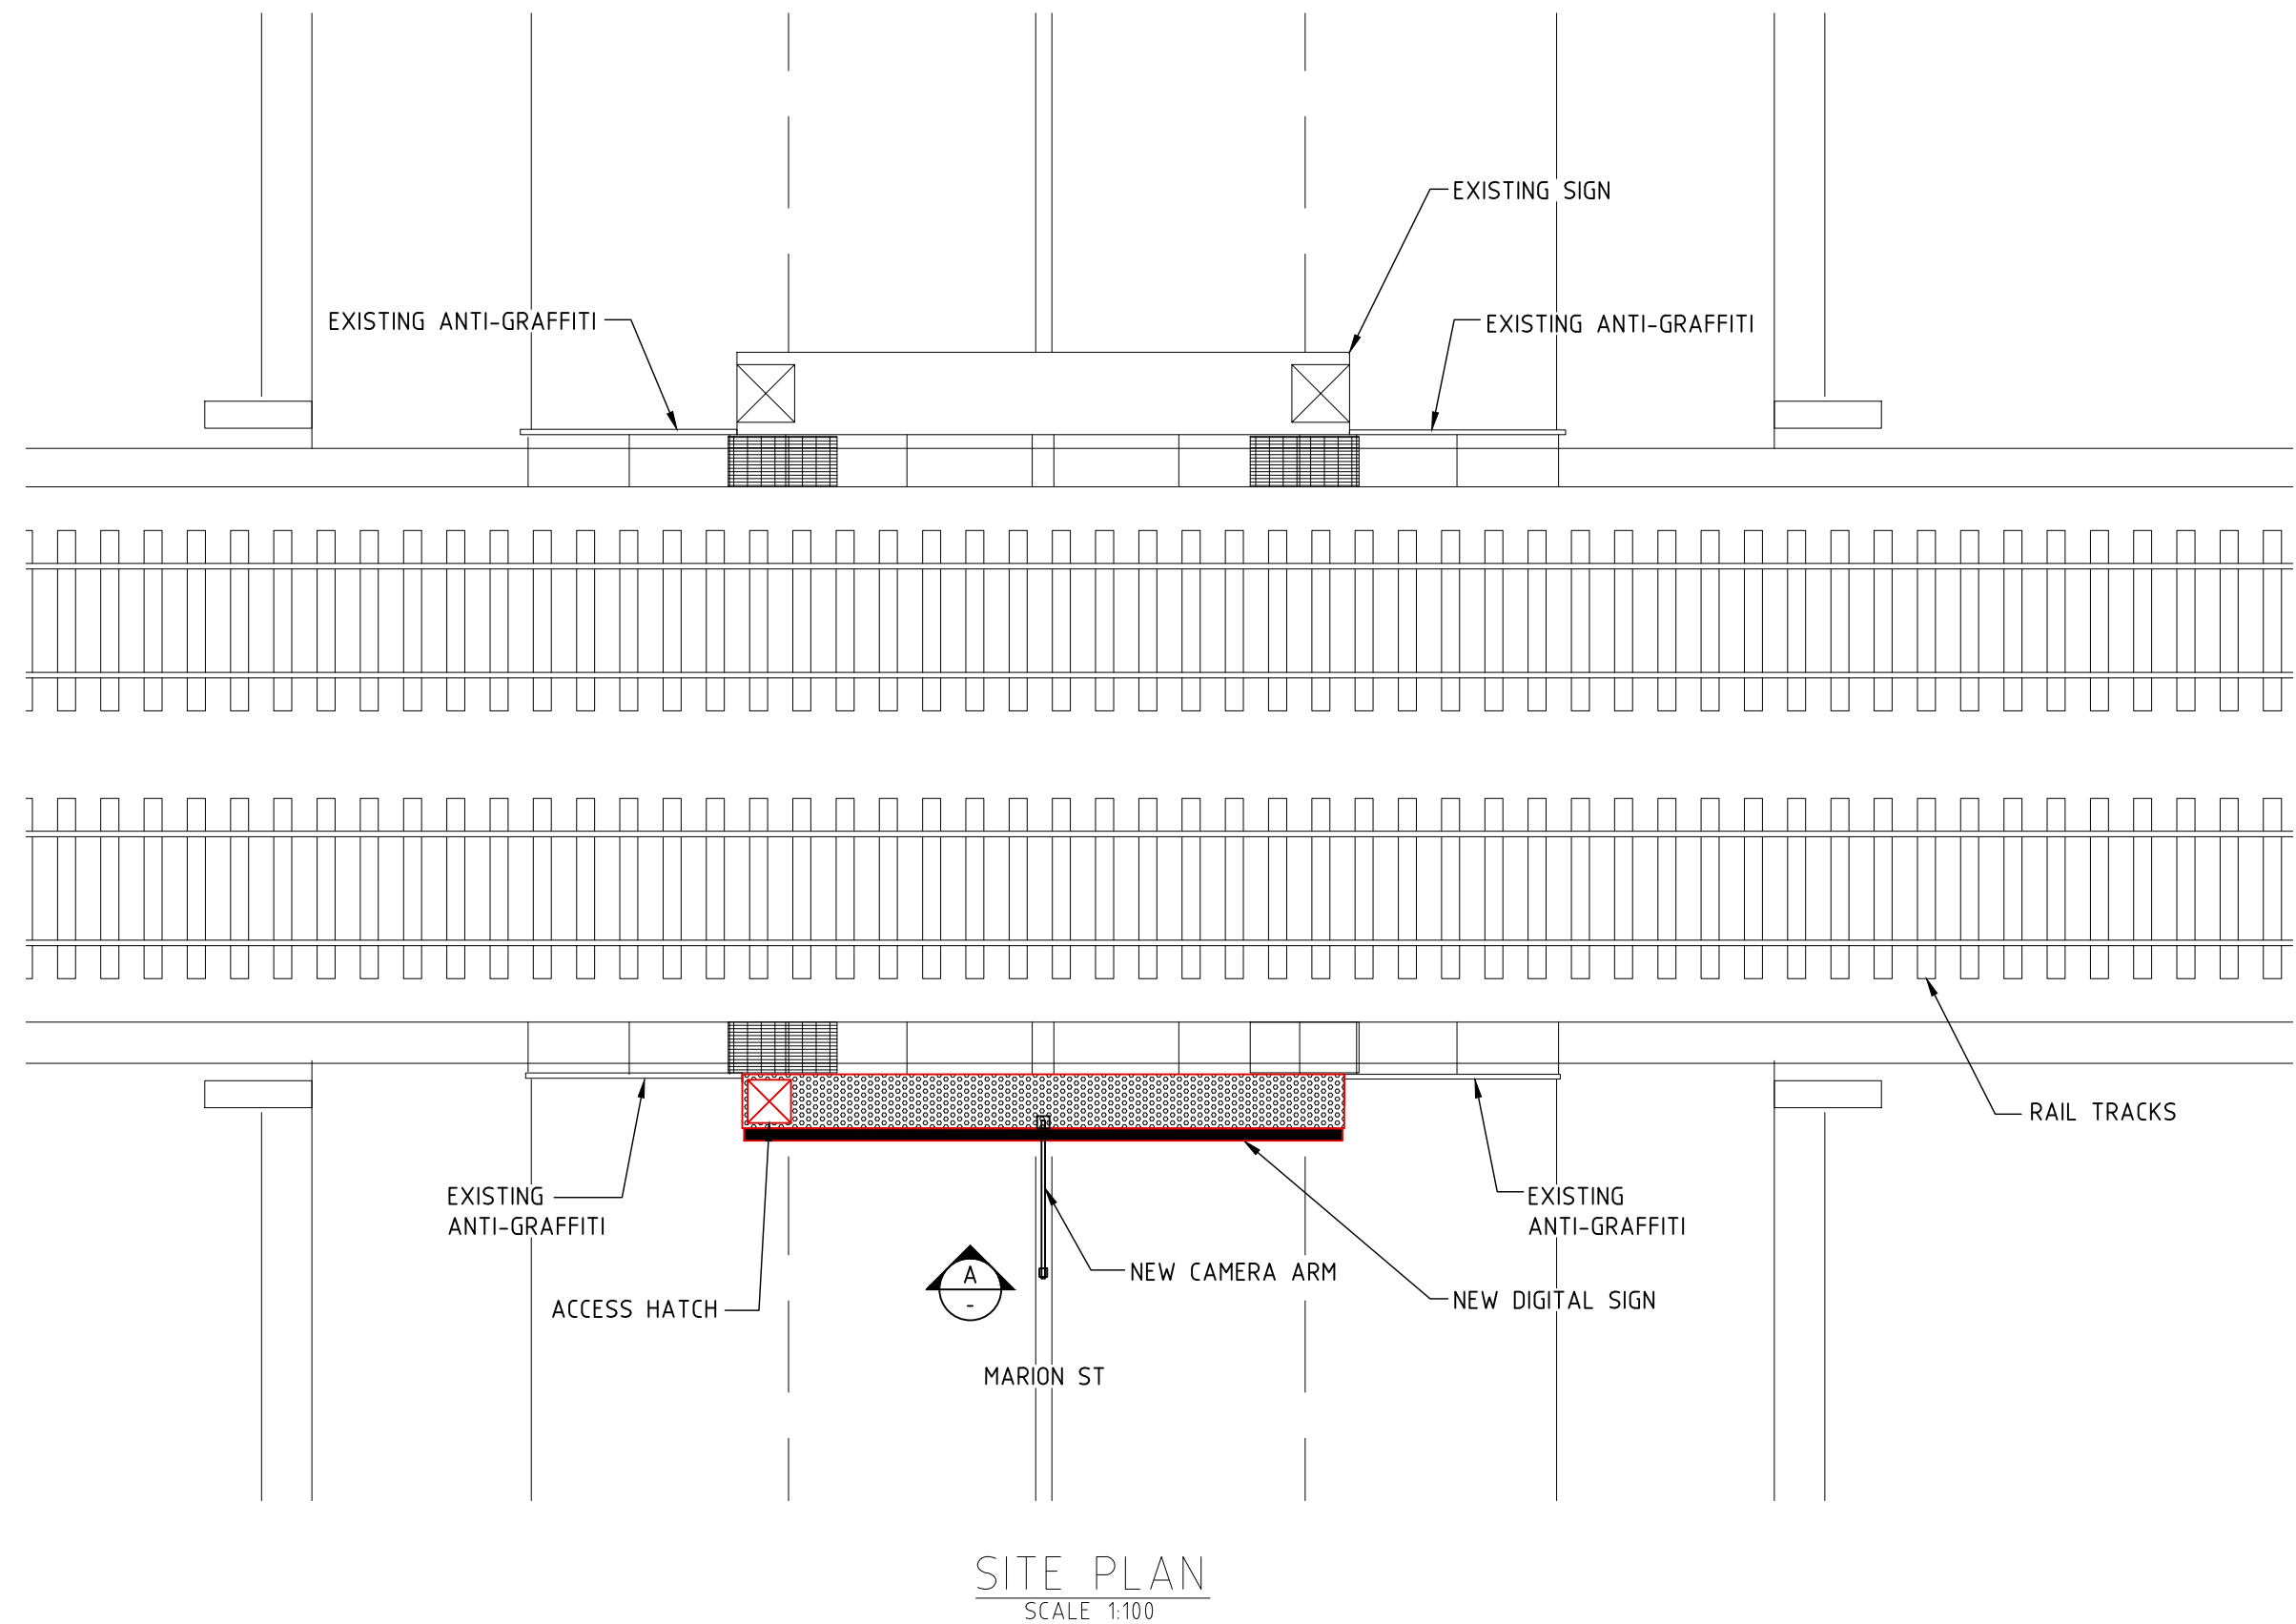 EXISTING SIGN
EXISTING ANTI-GRAFFITI
EXISTING ANTI-GRAFFITI
RAIL TRACKS
EXISTING
ANTI-GRAFFITI
EXISTING
ANTI-GRAFFITI
A
-
NEW CAMERA ARM
ACCESS HATCH
NEW DIGITAL SIGN
MARION ST
SITE PLAN
SCALE 1:100